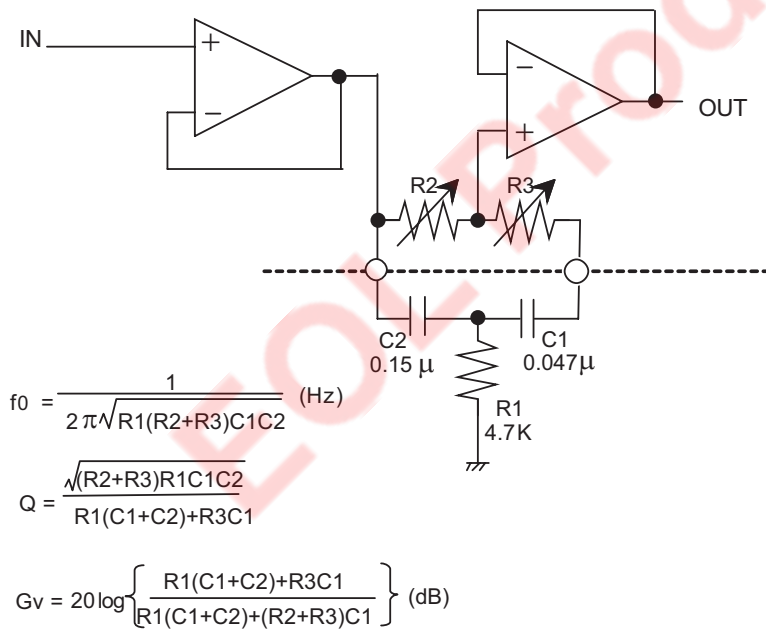 IN
+
−
−
+
OUT
R2
R3
C2
0.15 μ
C1
0.047μ
R1
4.7K
f0 = 1 / 2π√R1(R2+R3)C1C2 (Hz)
Q = √(R2+R3)R1C1C2 / R1(C1+C2)+R3C1
Gv = 20log{ R1(C1+C2)+R3C1 / R1(C1+C2)+(R2+R3)C1 } (dB)
EOL Prod